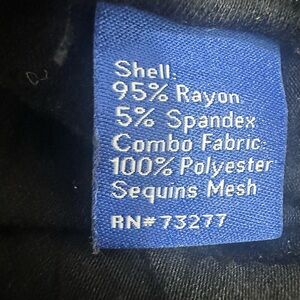 Shell:
95% Rayon
5% Spandex
Combo Fabric:
100% Polyester
Sequins Mesh
RN# 73277